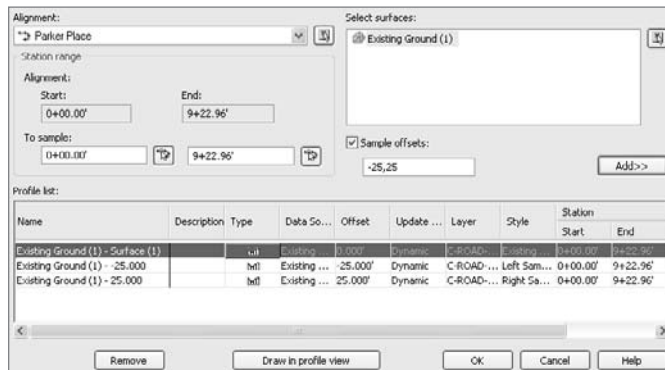 Alignment:
Parker Place
Station range
Alignment:
Start: End:
0+00.00' 9+22.96'
To sample:
0+00.00' 9+22.96'
Select surfaces:
Existing Ground (1)
Sample offsets:
-25,25
Add>>
Profile list:
Name Description Type Data So... Offset Update ... Layer Style Station
Start End
Existing Ground (1) - Surface (1) Existing ... 0.000' Dynamic C-ROAD-... Existing ... 0+00.00' 9+22.96'
Existing Ground (1) - -25.000 Existing ... -25.000' Dynamic C-ROAD-... Left Sam... 0+00.00' 9+22.96'
Existing Ground (1) - 25.000 Existing ... 25.000' Dynamic C-ROAD-... Right Sa... 0+00.00' 9+22.96'
Remove Draw in profile view OK Cancel Help